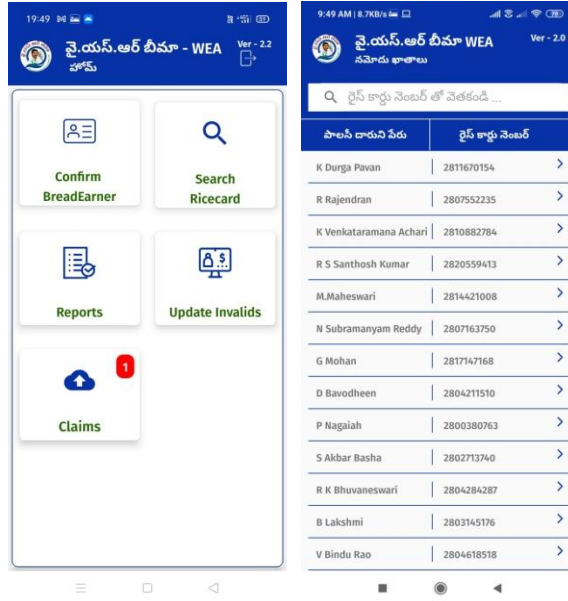 19:49
వై.యస్.ఆర్ బీమా - WEA
Ver - 2.2
హోమ్
Confirm
BreadEarner
Search
Ricecard
Reports
Update Invalids
1
Claims
9:49 AM | 8.7KB/s
78
వై.యస్.ఆర్ బీమా WEA
Ver - 2.0
నమోదు ఖాతాలు
రైస్ కార్డు నెంబర్ తో వెతకండి ...
పాలసీ దారుని పేరు రైస్ కార్డు నెంబర్
K Durga Pavan 2811670154
R Rajendran 2807552235
K Venkataramana Achari 2810882784
R S Santhosh Kumar 2820559413
M.Maheswari 2814421008
N Subramanyam Reddy 2807163750
G Mohan 2817147168
D Bavodheen 2804211510
P Nagaiah 2800380763
S Akbar Basha 2802713740
R K Bhuvaneswari 2804284287
B Lakshmi 2803145176
V Bindu Rao 2804618518